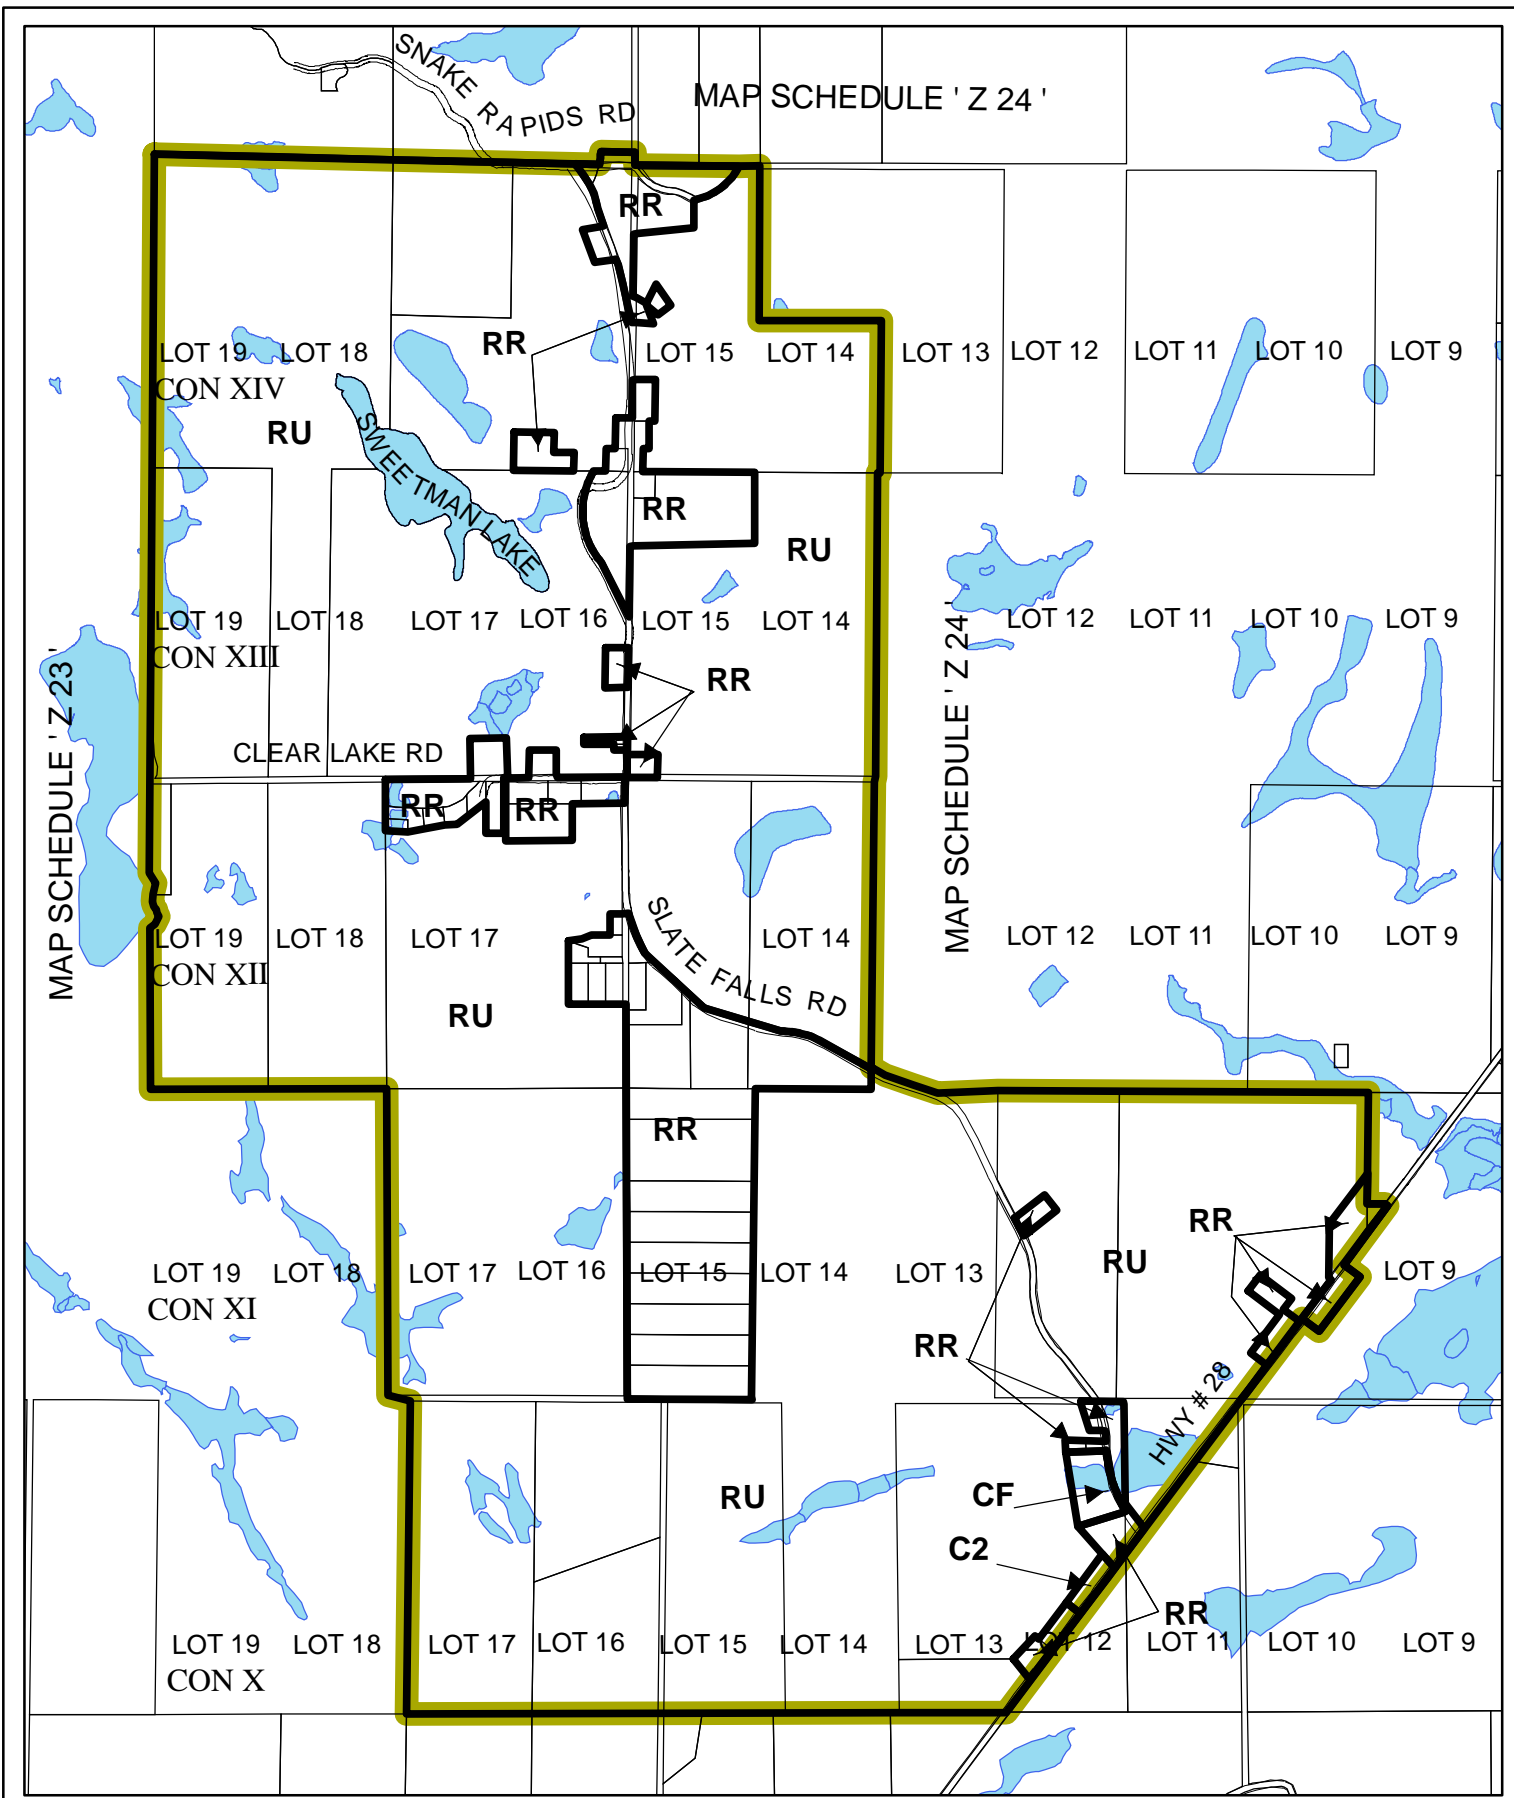 SNAKE RAPIDS RD
MAP SCHEDULE ' Z 24 '
RR
RR
LOT 19
LOT 18
LOT 15
LOT 14
LOT 13
LOT 12
LOT 11
LOT 10
LOT 9
CON XIV
RU
SWEETMAN LAKE
RR
RU
LOT 19
LOT 18
LOT 17
LOT 16
LOT 15
LOT 14
LOT 12
LOT 11
LOT 10
LOT 9
CON XIII
MAP SCHEDULE ' Z 23 '
MAP SCHEDULE ' Z 24 '
RR
CLEAR LAKE RD
RR
RR
SLATE FALLS RD
LOT 19
LOT 18
LOT 17
LOT 14
LOT 12
LOT 11
LOT 10
LOT 9
CON XII
RU
RR
RR
RU
LOT 19
LOT 18
LOT 17
LOT 16
LOT 15
LOT 14
LOT 13
LOT 9
CON XI
RR
HWY # 28
RU
CF
C2
RR
LOT 19
LOT 18
LOT 17
LOT 16
LOT 15
LOT 14
LOT 13
LOT 12
LOT 11
LOT 10
LOT 9
CON X